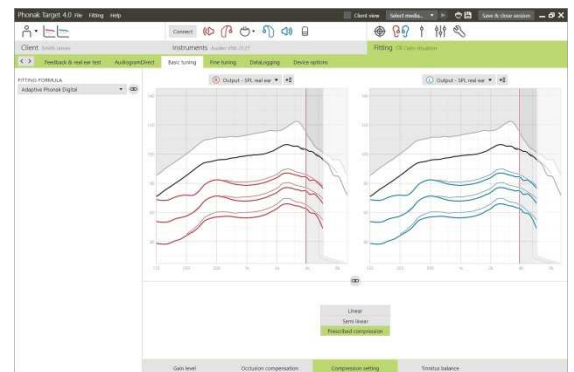 Phonak Target 4.0 File Fitting Help
Client view Select media... Save & close session
Connect
Client Instruments Fitting
Feedback & real ear test AudiogramDirect Basic tuning Fine tuning DataLogging Device options
FITTING FORMULA
Adaptive Phonak Digital
R Output - SPL real ear
L Output - SPL real ear
Linear
Semi linear
Prescribed compression
Gain level Occlusion compensation Compression setting Tinnitus balance